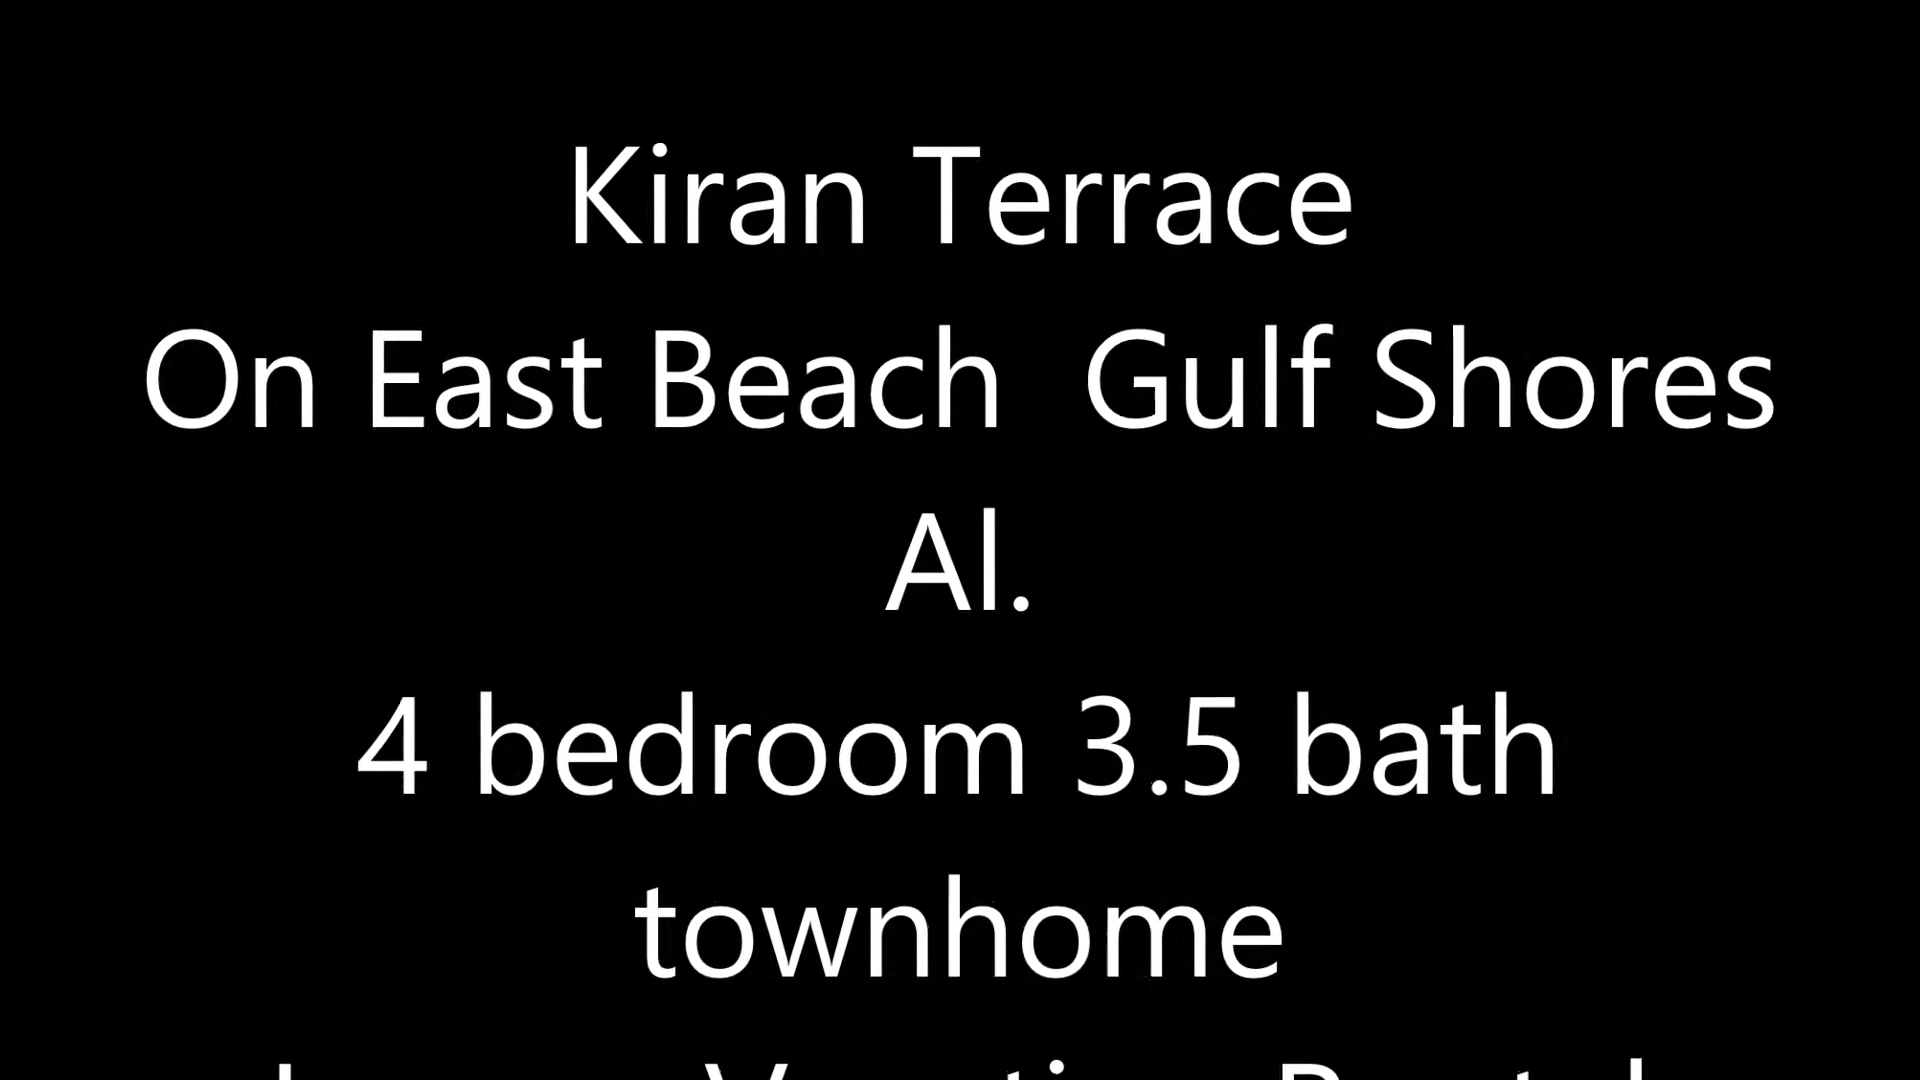 Kiran Terrace
On East Beach  Gulf Shores
Al.
4 bedroom 3.5 bath
townhome